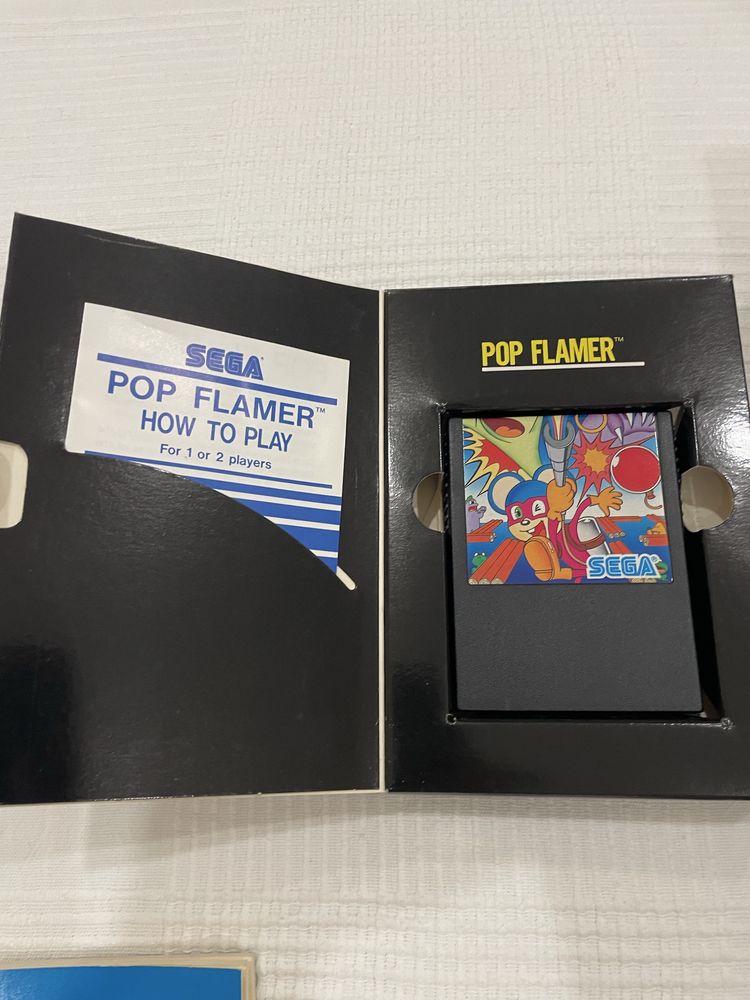 SEGA®
POP FLAMER™
HOW TO PLAY
For 1 or 2 players
POP FLAMER™
SEGA®